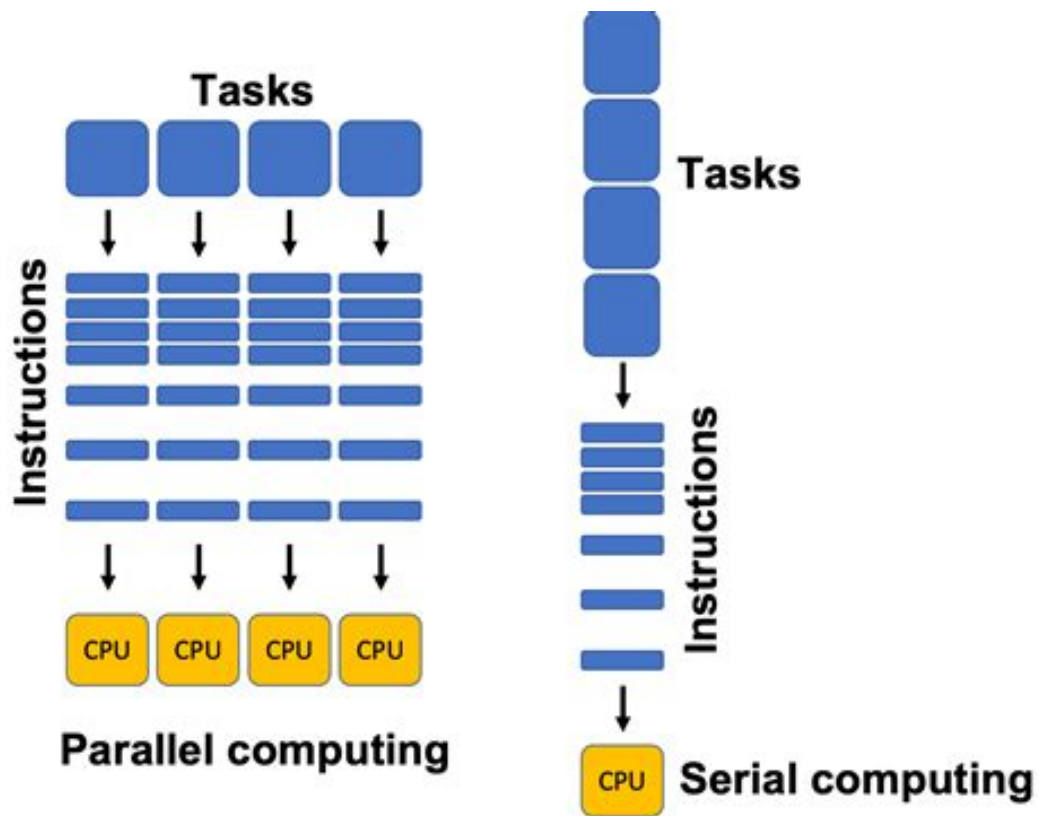 Tasks
Instructions
CPU CPU CPU CPU
Parallel computing
Tasks
Instructions
CPU
Serial computing